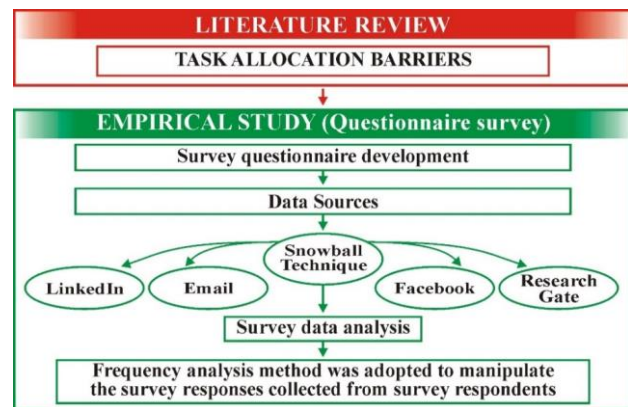 LITERATURE REVIEW
TASK ALLOCATION BARRIERS
EMPIRICAL STUDY (Questionnaire survey)
Survey questionnaire development
Data Sources
Snowball
Technique
LinkedIn
Email
Facebook
Research
Gate
Survey data analysis
Frequency analysis method was adopted to manipulate
the survey responses collected from survey respondents